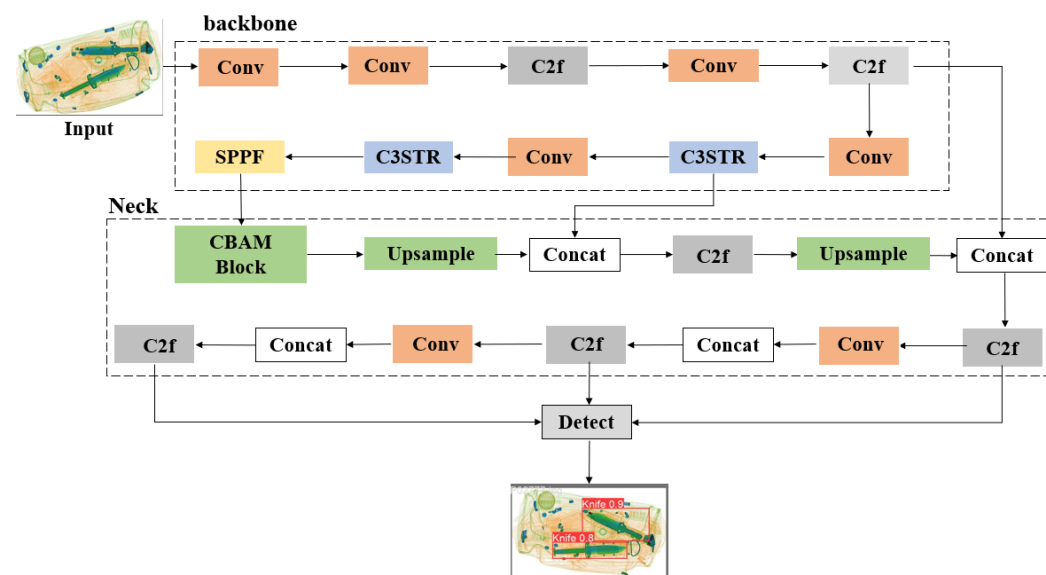 backbone
Conv
Conv
C2f
Conv
C2f
Input
SPPF
C3STR
Conv
C3STR
Conv
Neck
CBAM
Block
Upsample
Concat
C2f
Upsample
Concat
C2f
Concat
Conv
C2f
Concat
Conv
C2f
Detect
Knife 0.9
Knife 0.8